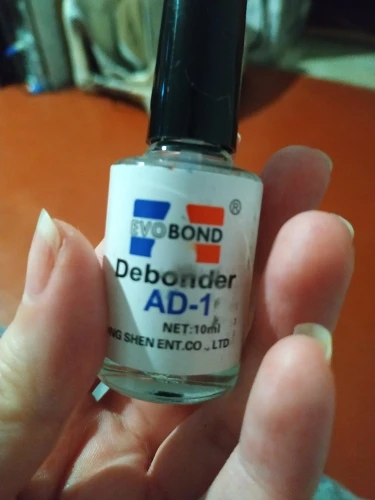 EVOBOND ®
Debonder
AD-1
NET:10ml
NG SHEN ENT.CO., LTD